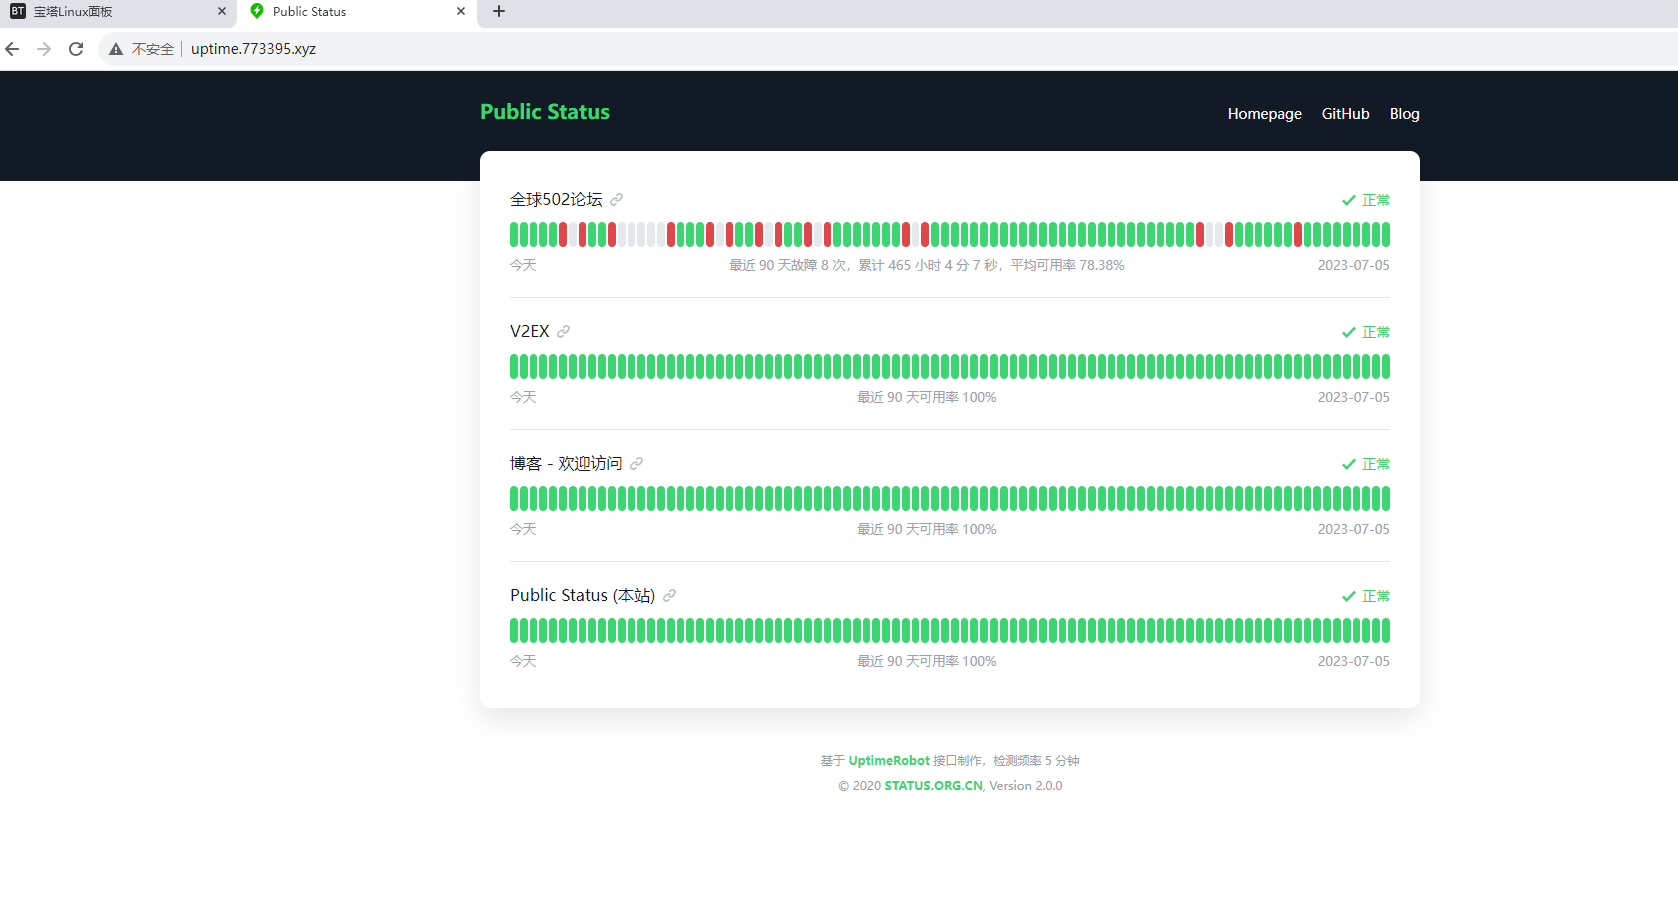 BT 宝塔Linux面板
Public Status
不安全 uptime.773395.xyz
Public Status
Homepage GitHub Blog
全球502论坛 正常
今天 最近 90 天故障 8 次，累计 465 小时 4 分 7 秒，平均可用率 78.38% 2023-07-05
V2EX 正常
今天 最近 90 天可用率 100% 2023-07-05
博客 - 欢迎访问 正常
今天 最近 90 天可用率 100% 2023-07-05
Public Status (本站) 正常
今天 最近 90 天可用率 100% 2023-07-05
基于 UptimeRobot 接口制作，检测频率 5 分钟
© 2020 STATUS.ORG.CN, Version 2.0.0